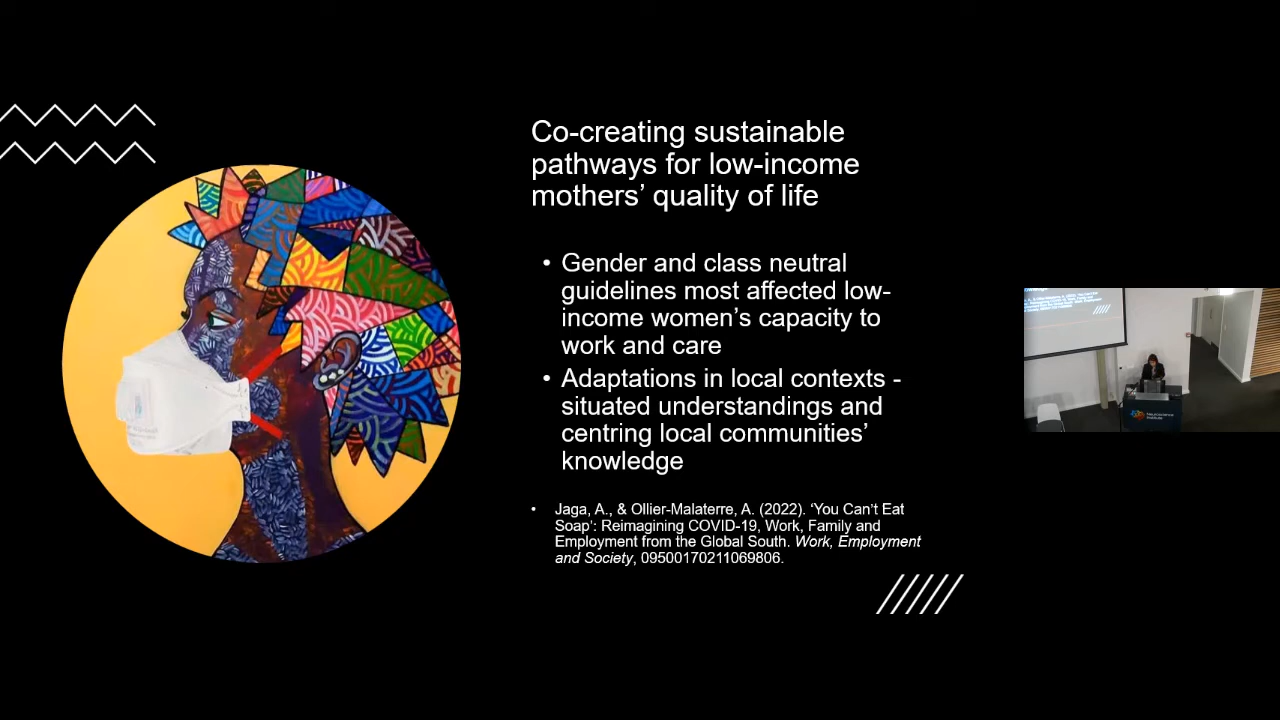 Co-creating sustainable
pathways for low-income
mothers’ quality of life
• Gender and class neutral
guidelines most affected low-
income women’s capacity to
work and care
• Adaptations in local contexts -
situated understandings and
centring local communities’
knowledge
• Jaga, A., & Ollier-Malaterre, A. (2022). ‘You Can’t Eat
Soap’: Reimagining COVID-19, Work, Family and
Employment from the Global South. Work, Employment
and Society, 09500170211069806.
Neuroscience
Institute